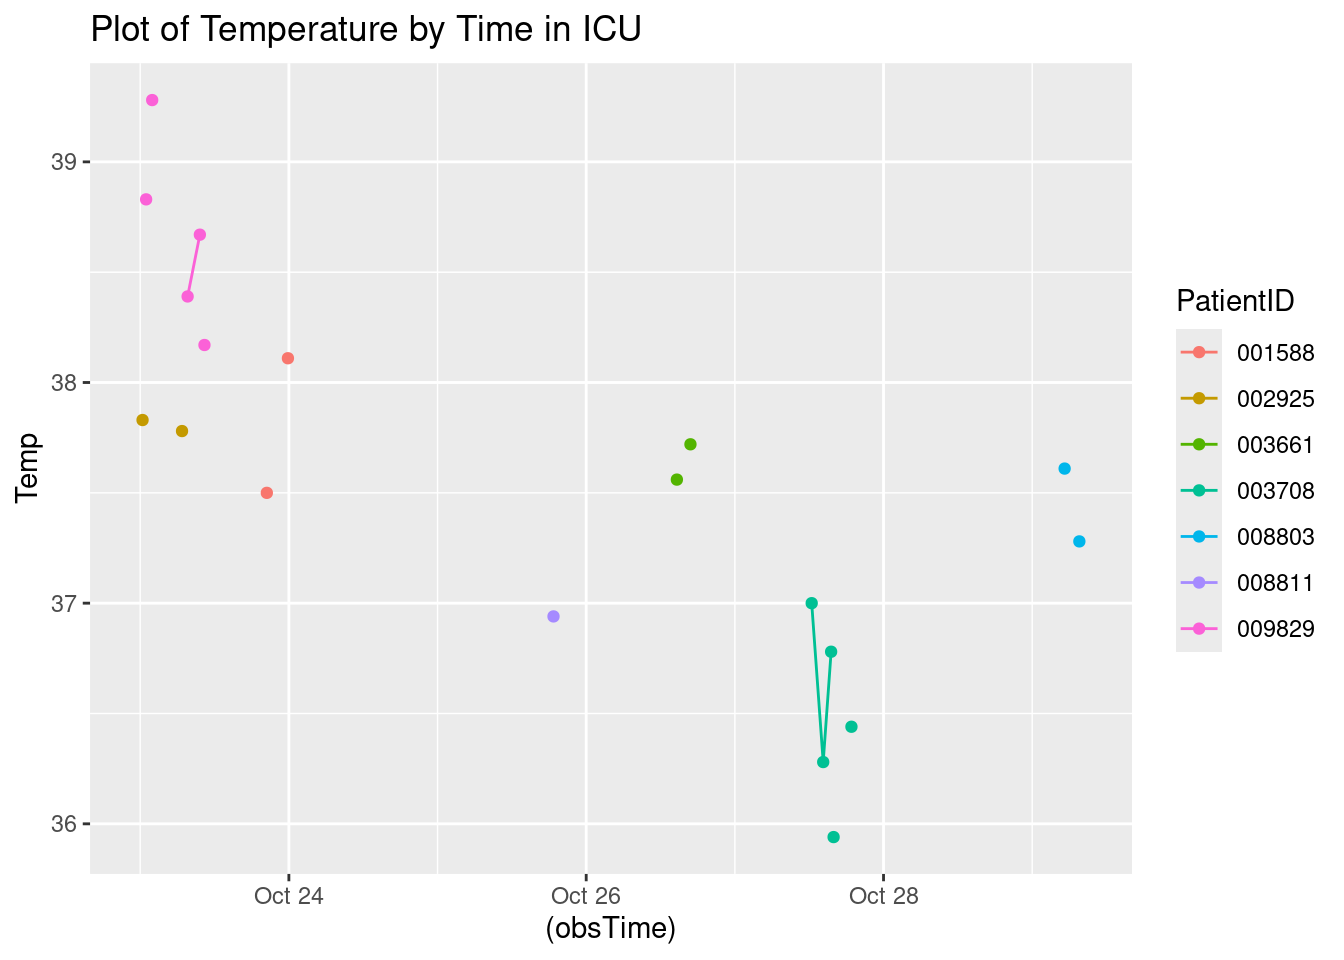 Plot of Temperature by Time in ICU
39
38
37
36
Temp
Oct 24
Oct 26
Oct 28
(obsTime)
PatientID
001588
002925
003661
003708
008803
008811
009829